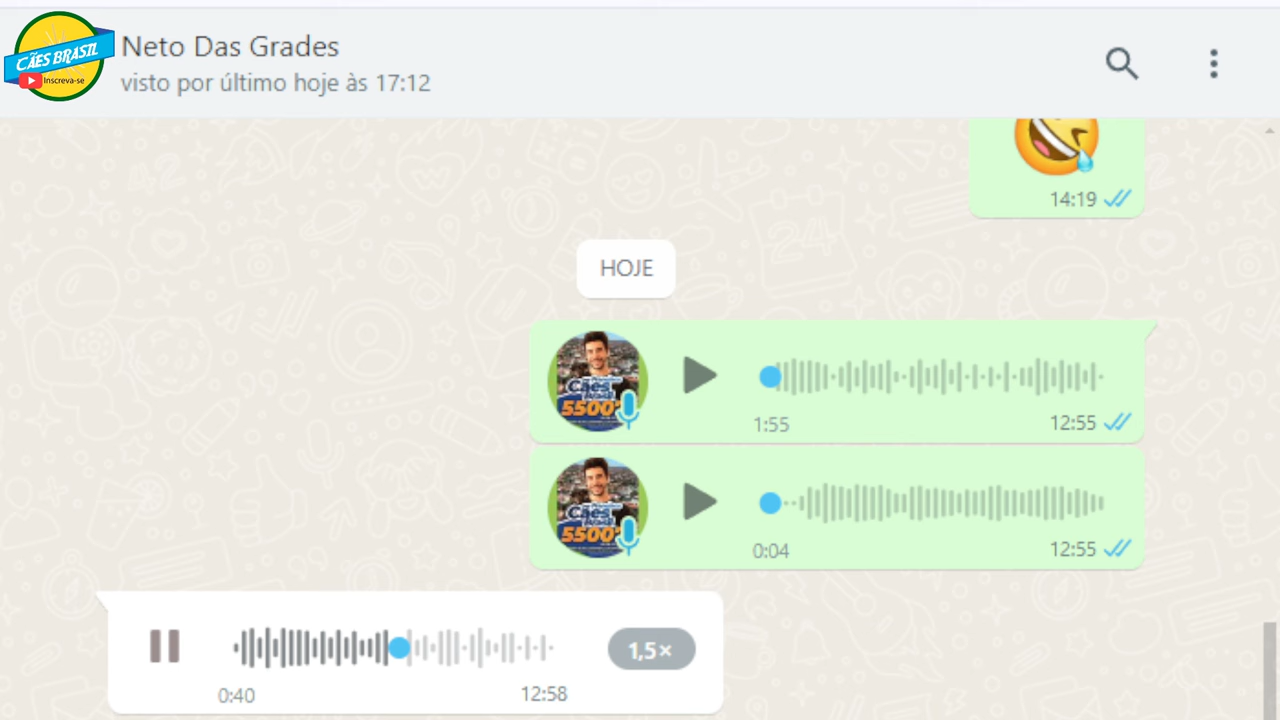 CÃES BRASIL
Inscreva-se
Neto Das Grades
visto por último hoje às 17:12
14:19
HOJE
Cães
5500
1:55
12:55
Cães
5500
0:04
12:55
1,5×
0:40
12:58